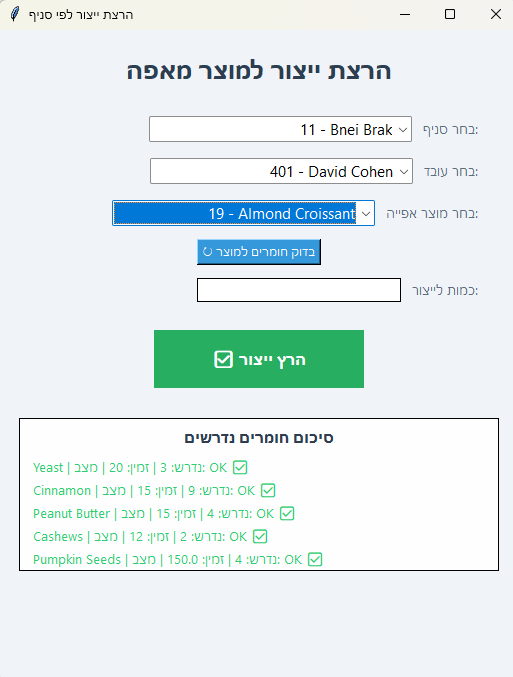 הרצת ייצור לפי סניף
הרצת ייצור למוצר מאפה
בחר סניף:
11 - Bnei Brak
בחר עובד:
401 - David Cohen
בחר מוצר אפייה:
19 - Almond Croissant
בדוק חומרים למוצר ↻
כמות לייצור:
הרץ ייצור ☑
סיכום חומרים נדרשים
Yeast | נדרש: 3 | זמין: 20 | מצב: OK ☑
Cinnamon | נדרש: 9 | זמין: 15 | מצב: OK ☑
Peanut Butter | נדרש: 4 | זמין: 15 | מצב: OK ☑
Cashews | נדרש: 2 | זמין: 12 | מצב: OK ☑
Pumpkin Seeds | נדרש: 4 | זמין: 150.0 | מצב: OK ☑